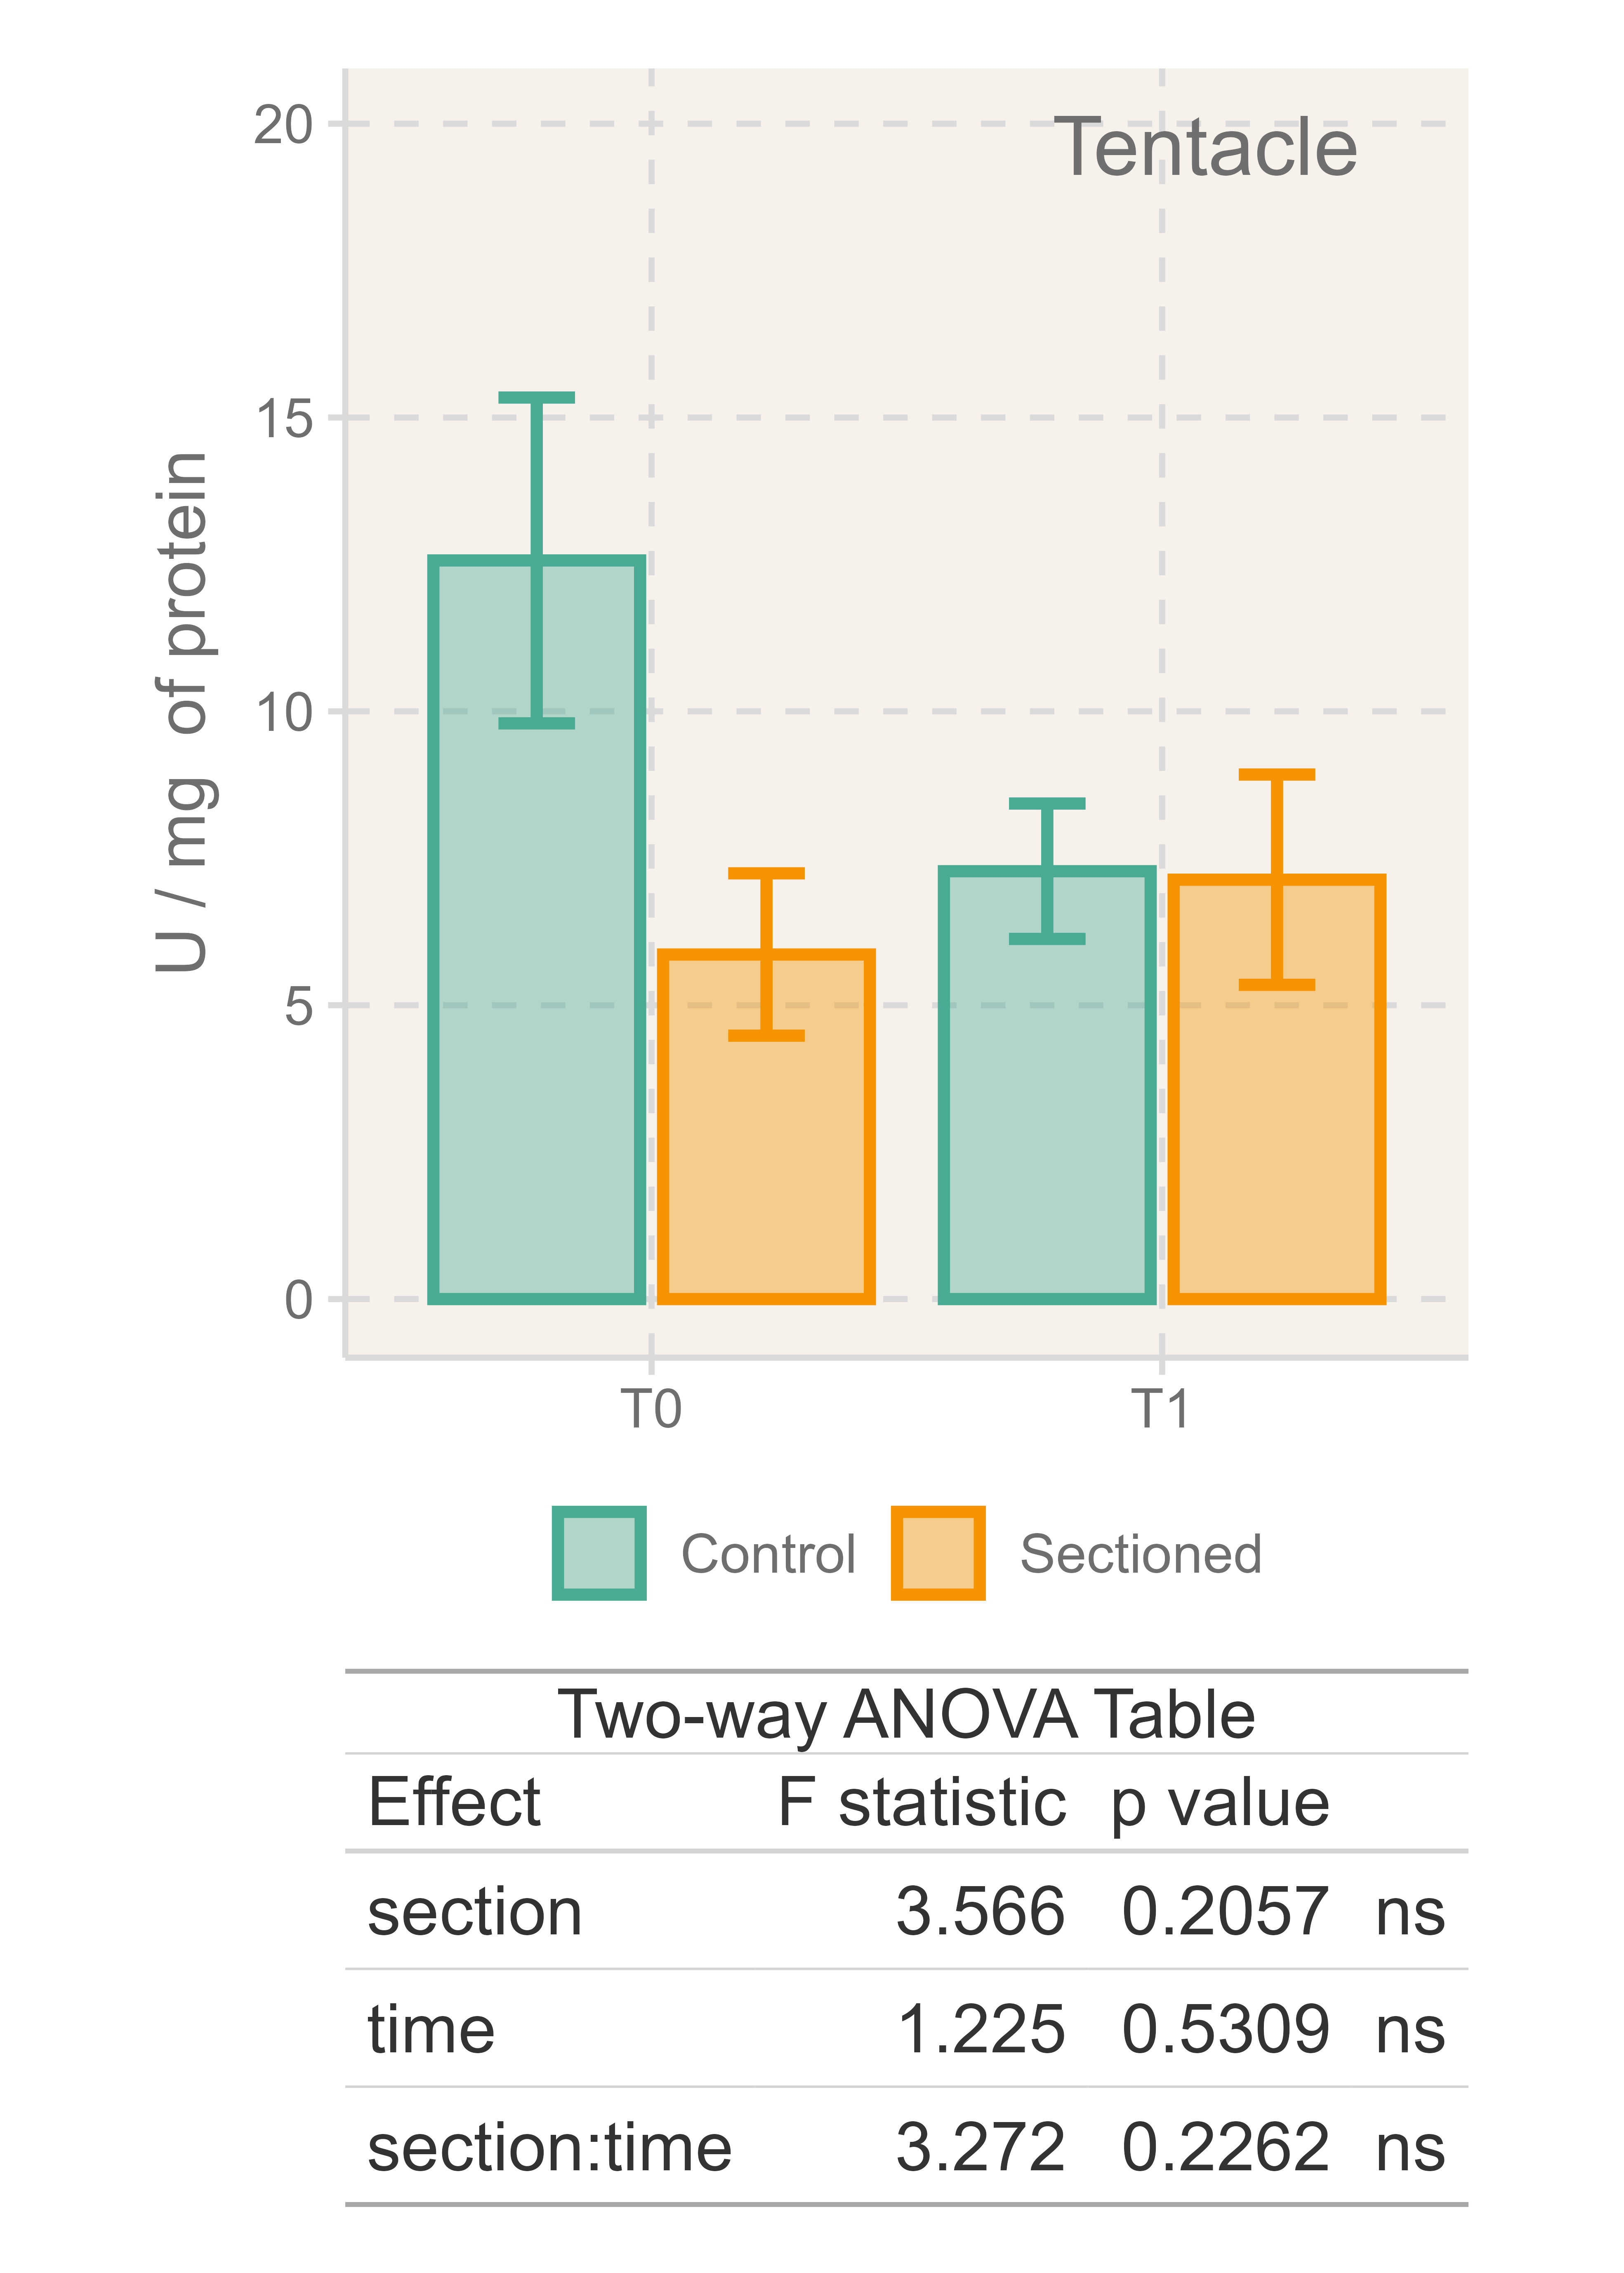 Tentacle
U / mg of protein
20
15
10
5
0
T0 T1
Control Sectioned
Two-way ANOVA Table
Effect F statistic p value
section 3.566 0.2057 ns
time 1.225 0.5309 ns
section:time 3.272 0.2262 ns